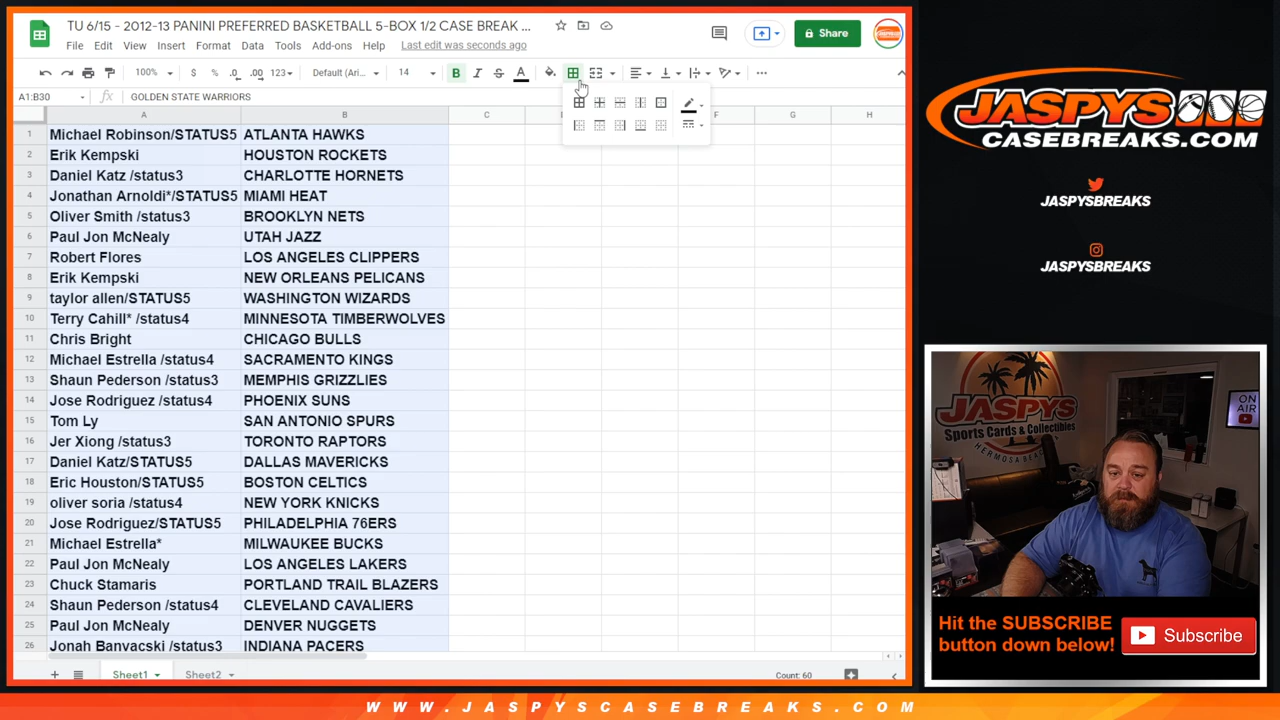 TU 6/15 - 2012-13 PANINI PREFERRED BASKETBALL 5-BOX 1/2 CASE BREAK ...
File Edit View Insert Format Data Tools Add-ons Help Last edit was seconds ago
Share
100% $ % .0 .00 123 Default (Ari... 14 B I S A
A1:B30 fx GOLDEN STATE WARRIORS
A B C F G H
1 Michael Robinson/STATUS5 ATLANTA HAWKS
2 Erik Kempski HOUSTON ROCKETS
3 Daniel Katz /status3 CHARLOTTE HORNETS
4 Jonathan Arnoldi*/STATUS5 MIAMI HEAT
5 Oliver Smith /status3 BROOKLYN NETS
6 Paul Jon McNealy UTAH JAZZ
7 Robert Flores LOS ANGELES CLIPPERS
8 Erik Kempski NEW ORLEANS PELICANS
9 taylor allen/STATUS5 WASHINGTON WIZARDS
10 Terry Cahill* /status4 MINNESOTA TIMBERWOLVES
11 Chris Bright CHICAGO BULLS
12 Michael Estrella /status4 SACRAMENTO KINGS
13 Shaun Pederson /status3 MEMPHIS GRIZZLIES
14 Jose Rodriguez /status4 PHOENIX SUNS
15 Tom Ly SAN ANTONIO SPURS
16 Jer Xiong /status3 TORONTO RAPTORS
17 Daniel Katz/STATUS5 DALLAS MAVERICKS
18 Eric Houston/STATUS5 BOSTON CELTICS
19 oliver soria /status4 NEW YORK KNICKS
20 Jose Rodriguez/STATUS5 PHILADELPHIA 76ERS
21 Michael Estrella* MILWAUKEE BUCKS
22 Paul Jon McNealy LOS ANGELES LAKERS
23 Chuck Stamaris PORTLAND TRAIL BLAZERS
24 Shaun Pederson /status4 CLEVELAND CAVALIERS
25 Paul Jon McNealy DENVER NUGGETS
26 Jonah Banvacski /status3 INDIANA PACERS
Sheet1 Sheet2 Count: 60
JASPYS
CASEBREAKS.COM
JASPYSBREAKS
JASPYSBREAKS
JASPYS
Sports Cards & Collectibles
HERMOSA BEACH
ON AIR
Hit the SUBSCRIBE
button down below!
Subscribe
WWW.JASPYSCASEBREAKS.COM